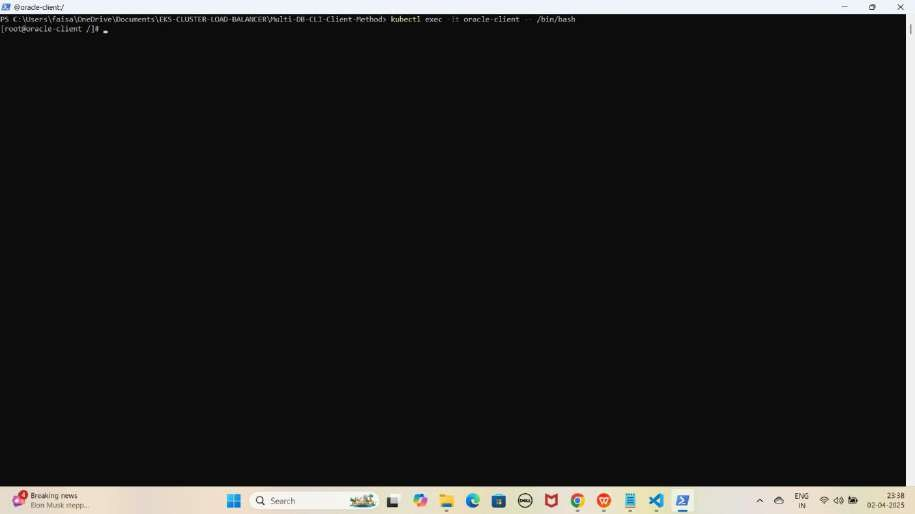 @oracle-client:/
PS C:\Users\faisa\OneDrive\Documents\EKS-CLUSTER-LOAD-BALANCER\Multi-DB-CLI-Client-Method> kubectl exec -it oracle-client -- /bin/bash
[root@oracle-client /]#
4
Breaking news
Elon Musk stepp...
Search
DELL
W
ENG
IN
23:38
02-04-2025